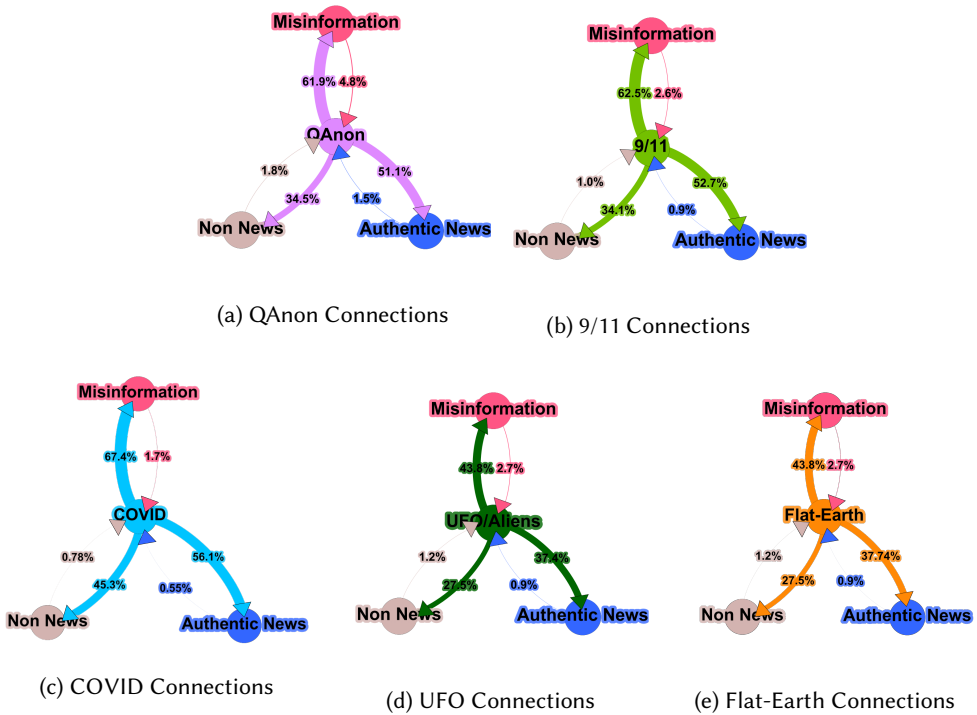 Misinformation
61.9%
4.8%
QAnon
1.8%
51.1%
34.5%
1.5%
Non News
Authentic News
(a) QAnon Connections
Misinformation
62.5%
2.6%
9/11
1.0%
52.7%
34.1%
0.9%
Non News
Authentic News
(b) 9/11 Connections
Misinformation
67.4%
1.7%
COVID
0.78%
56.1%
45.3%
0.55%
Non News
Authentic News
(c) COVID Connections
Misinformation
43.8%
2.7%
UFO/Aliens
1.2%
37.4%
27.5%
0.9%
Non News
Authentic News
(d) UFO Connections
Misinformation
43.8%
2.7%
Flat-Earth
1.2%
37.74%
27.5%
0.9%
Non News
Authentic News
(e) Flat-Earth Connections